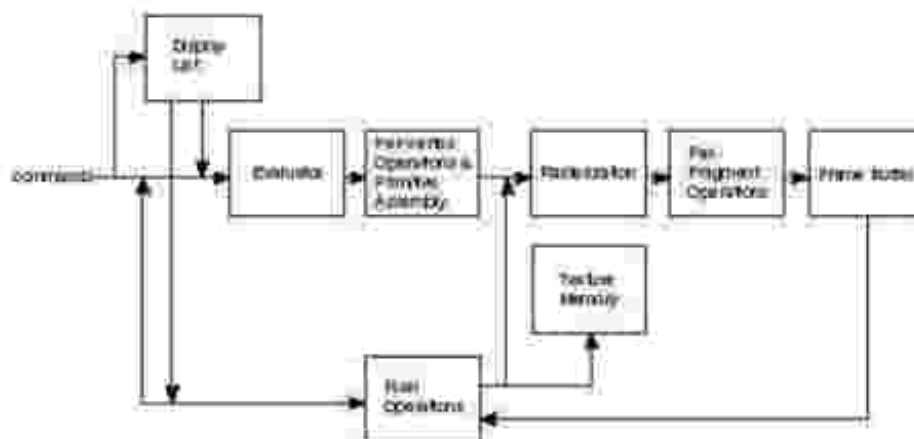 Display
List
Commands
Evaluator
Per-vertex
Operations &
Primitive
Assembly
Rasterization
Per-
Fragment
Operations
Frame Buffer
Texture
Memory
Pixel
Operations